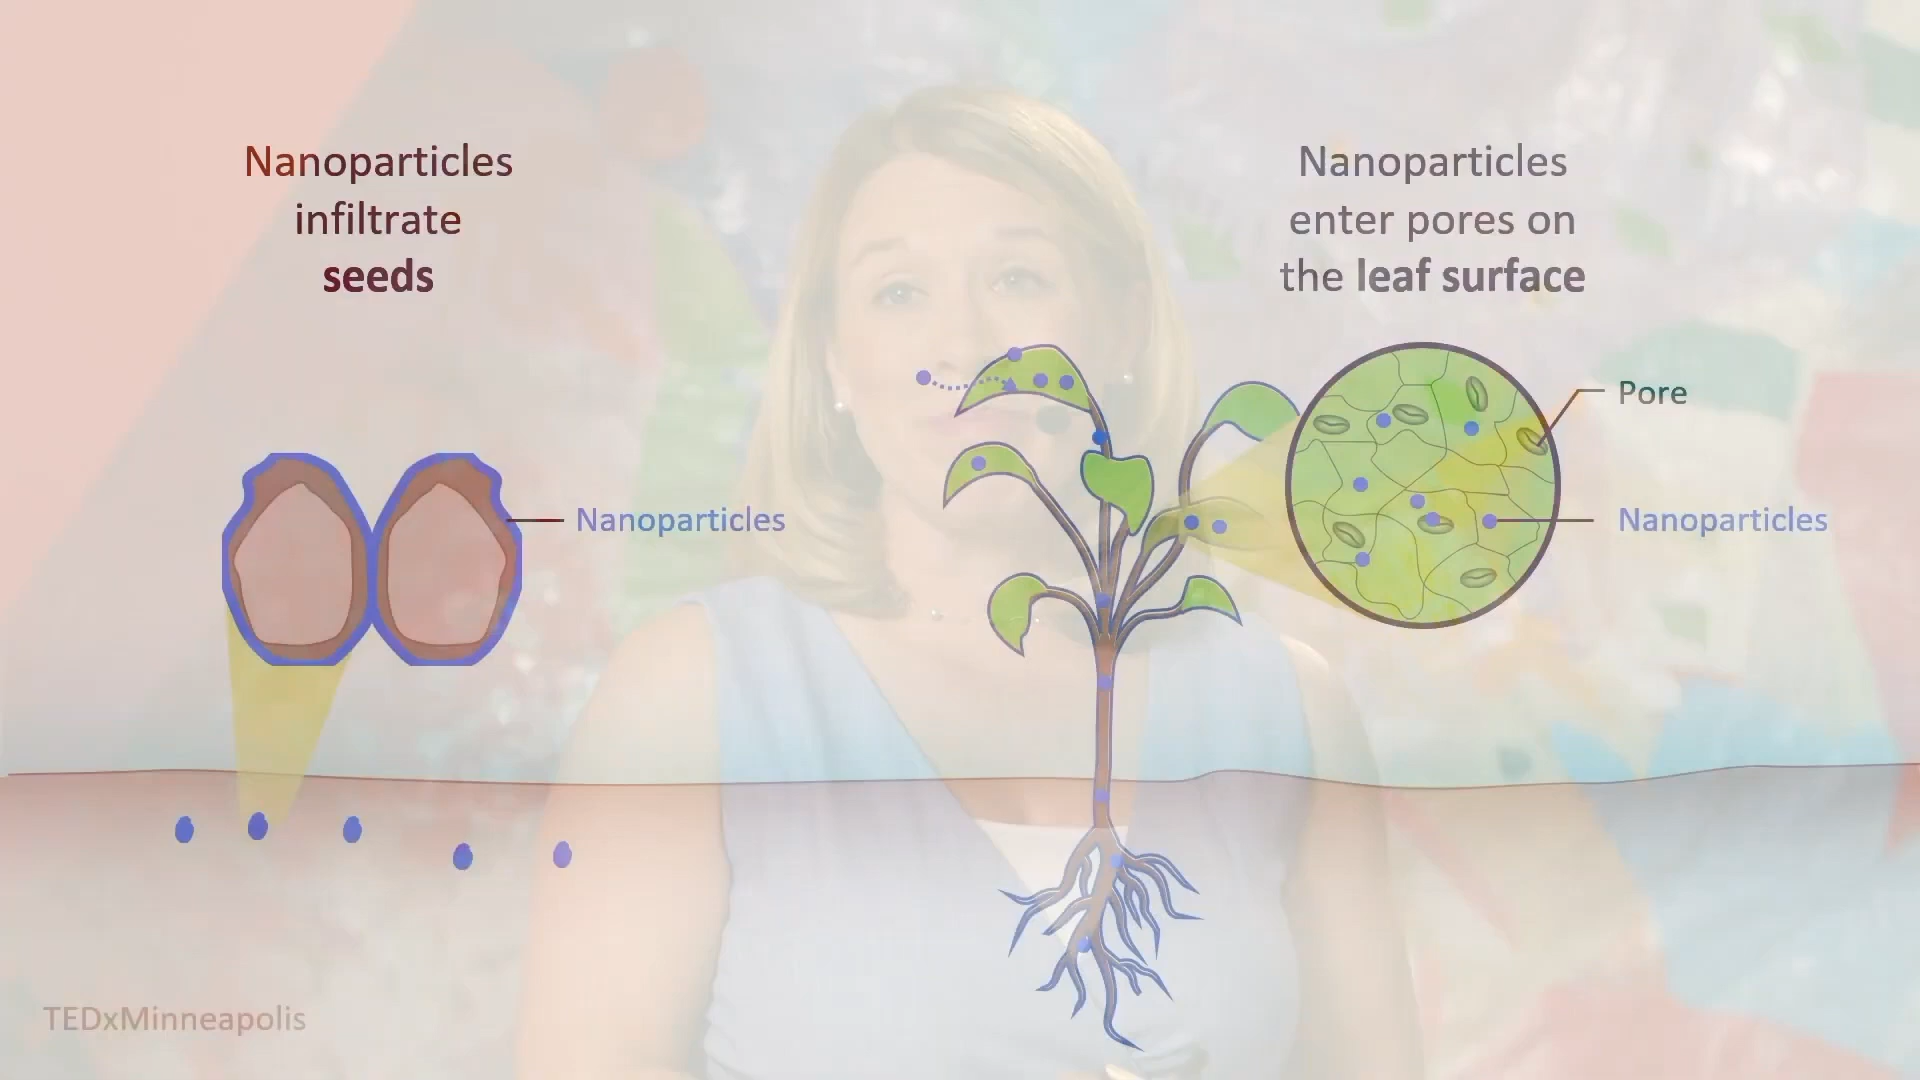 Nanoparticles
infiltrate
seeds
Nanoparticles
Nanoparticles
enter pores on
the leaf surface
Pore
Nanoparticles
TEDxMinneapolis